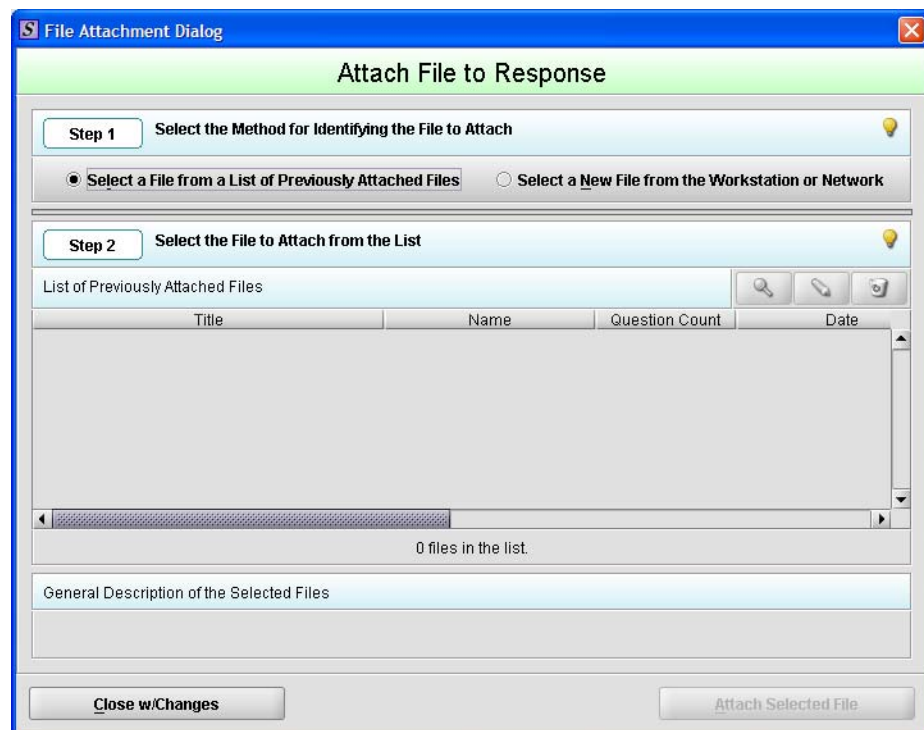 S File Attachment Dialog
Attach File to Response
Step 1 Select the Method for Identifying the File to Attach
Select a File from a List of Previously Attached Files Select a New File from the Workstation or Network
Step 2 Select the File to Attach from the List
List of Previously Attached Files
Title Name Question Count Date
0 files in the list.
General Description of the Selected Files
Close w/Changes Attach Selected File